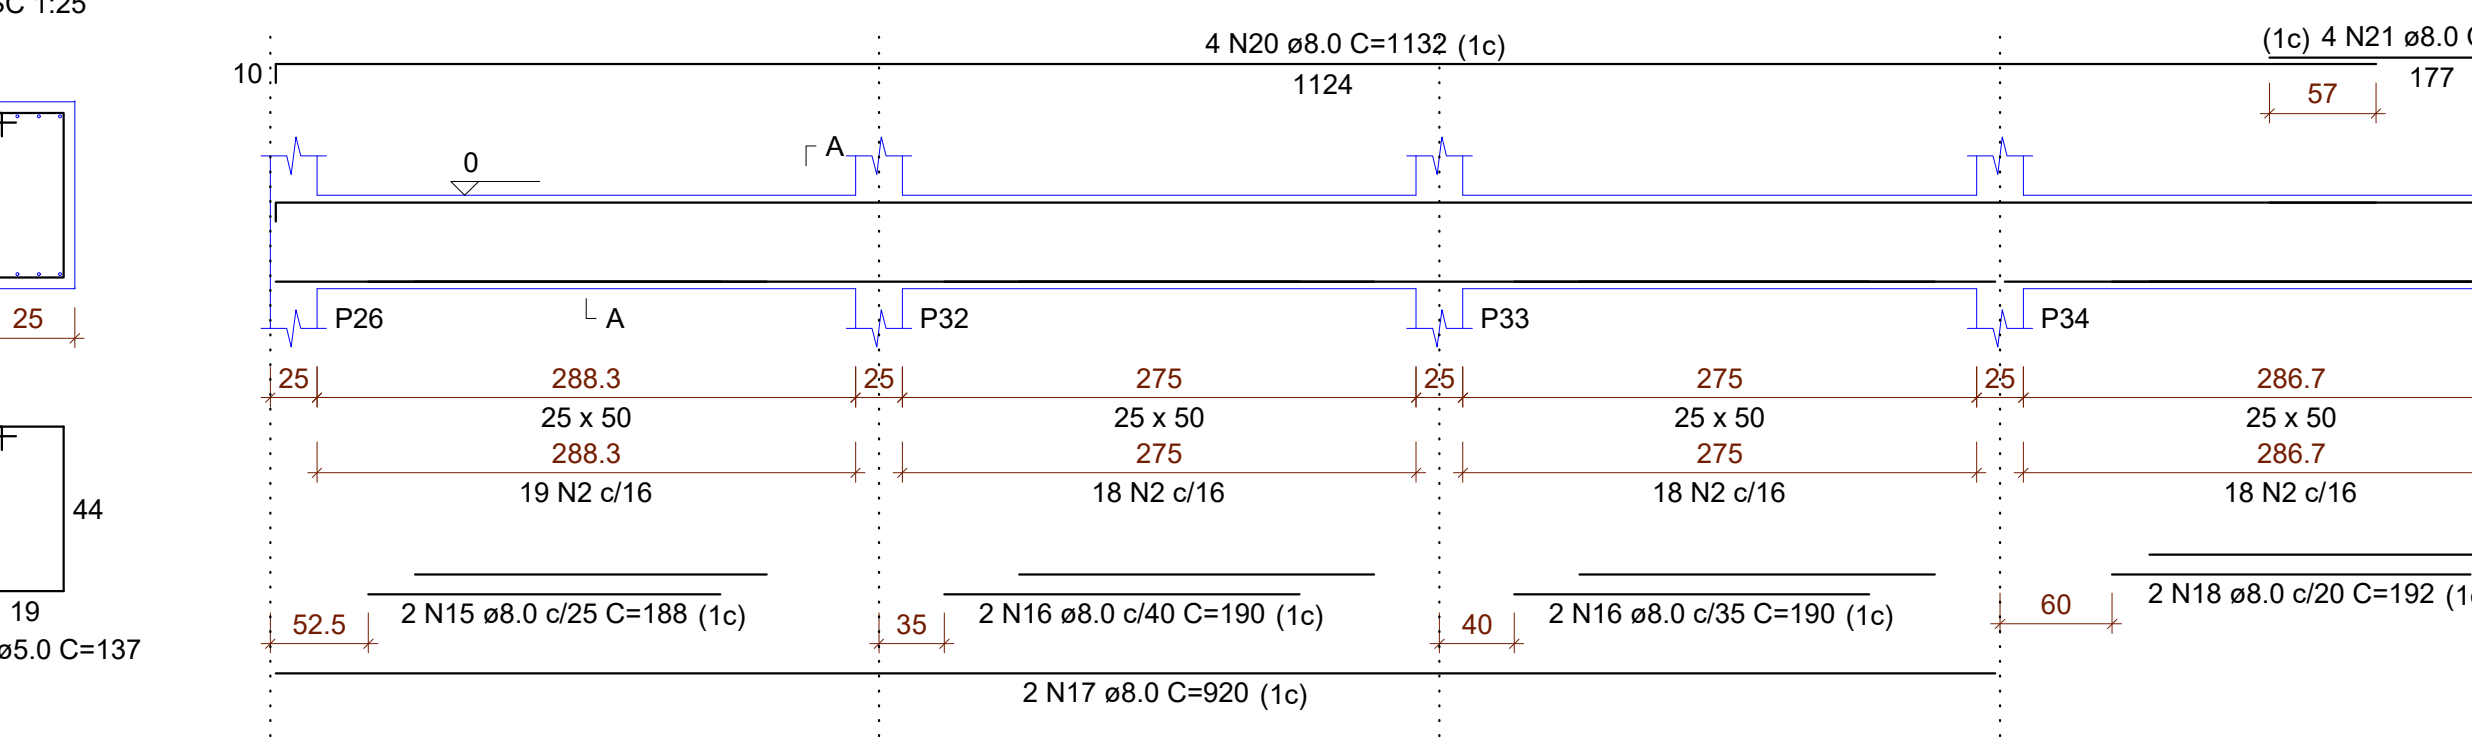 SC 1:25
4 N20 ø8.0 C=1132 (1c)
(1c) 4 N21 ø8.0
10
1124
177
57
A
0
P26
A
P32
P33
P34
25
25
288.3
25
275
25
275
25
286.7
25 x 50
25 x 50
25 x 50
25 x 50
288.3
275
275
286.7
19 N2 c/16
18 N2 c/16
18 N2 c/16
18 N2 c/16
44
19
ø5.0 C=137
52.5
2 N15 ø8.0 c/25 C=188 (1c)
35
2 N16 ø8.0 c/40 C=190 (1c)
40
2 N16 ø8.0 c/35 C=190 (1c)
60
2 N18 ø8.0 c/20 C=192 (1c
2 N17 ø8.0 C=920 (1c)